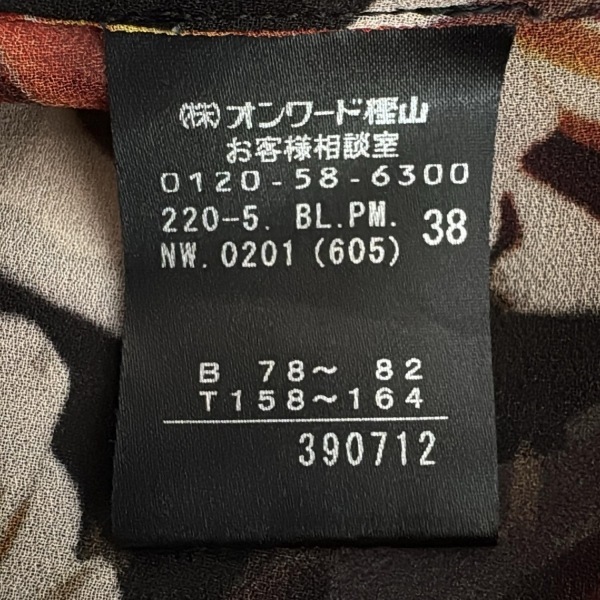 (株)オンワード樫山
お客様相談室
0120-58-6300
220-5. BL.PM. 38
NW.0201(605)
B 78～ 82
T158～164
390712